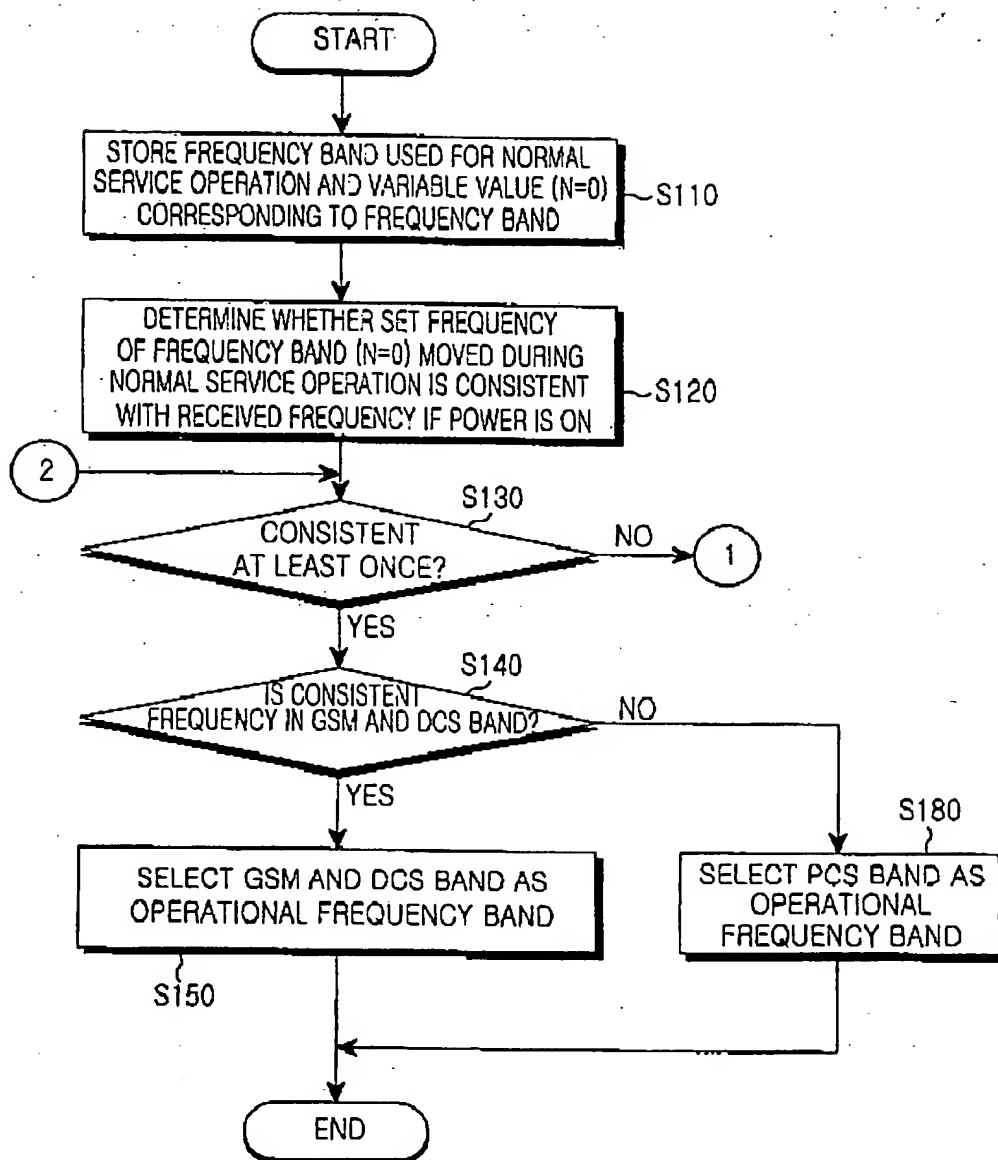 START
STORE FREQUENCY BAND USED FOR NORMAL
SERVICE OPERATION AND VARIABLE VALUE (N=0)
CORRESPONDING TO FREQUENCY BAND
S110
DETERMINE WHETHER SET FREQUENCY
OF FREQUENCY BAND (N=0) MOVED DURING
NORMAL SERVICE OPERATION IS CONSISTENT
WITH RECEIVED FREQUENCY IF POWER IS ON
S120
2
S130
CONSISTENT
AT LEAST ONCE?
NO
1
YES
S140
IS CONSISTENT
FREQUENCY IN GSM AND DCS BAND?
NO
YES
S180
SELECT GSM AND DCS BAND AS
OPERATIONAL FREQUENCY BAND
S150
SELECT PCS BAND AS
OPERATIONAL
FREQUENCY BAND
END